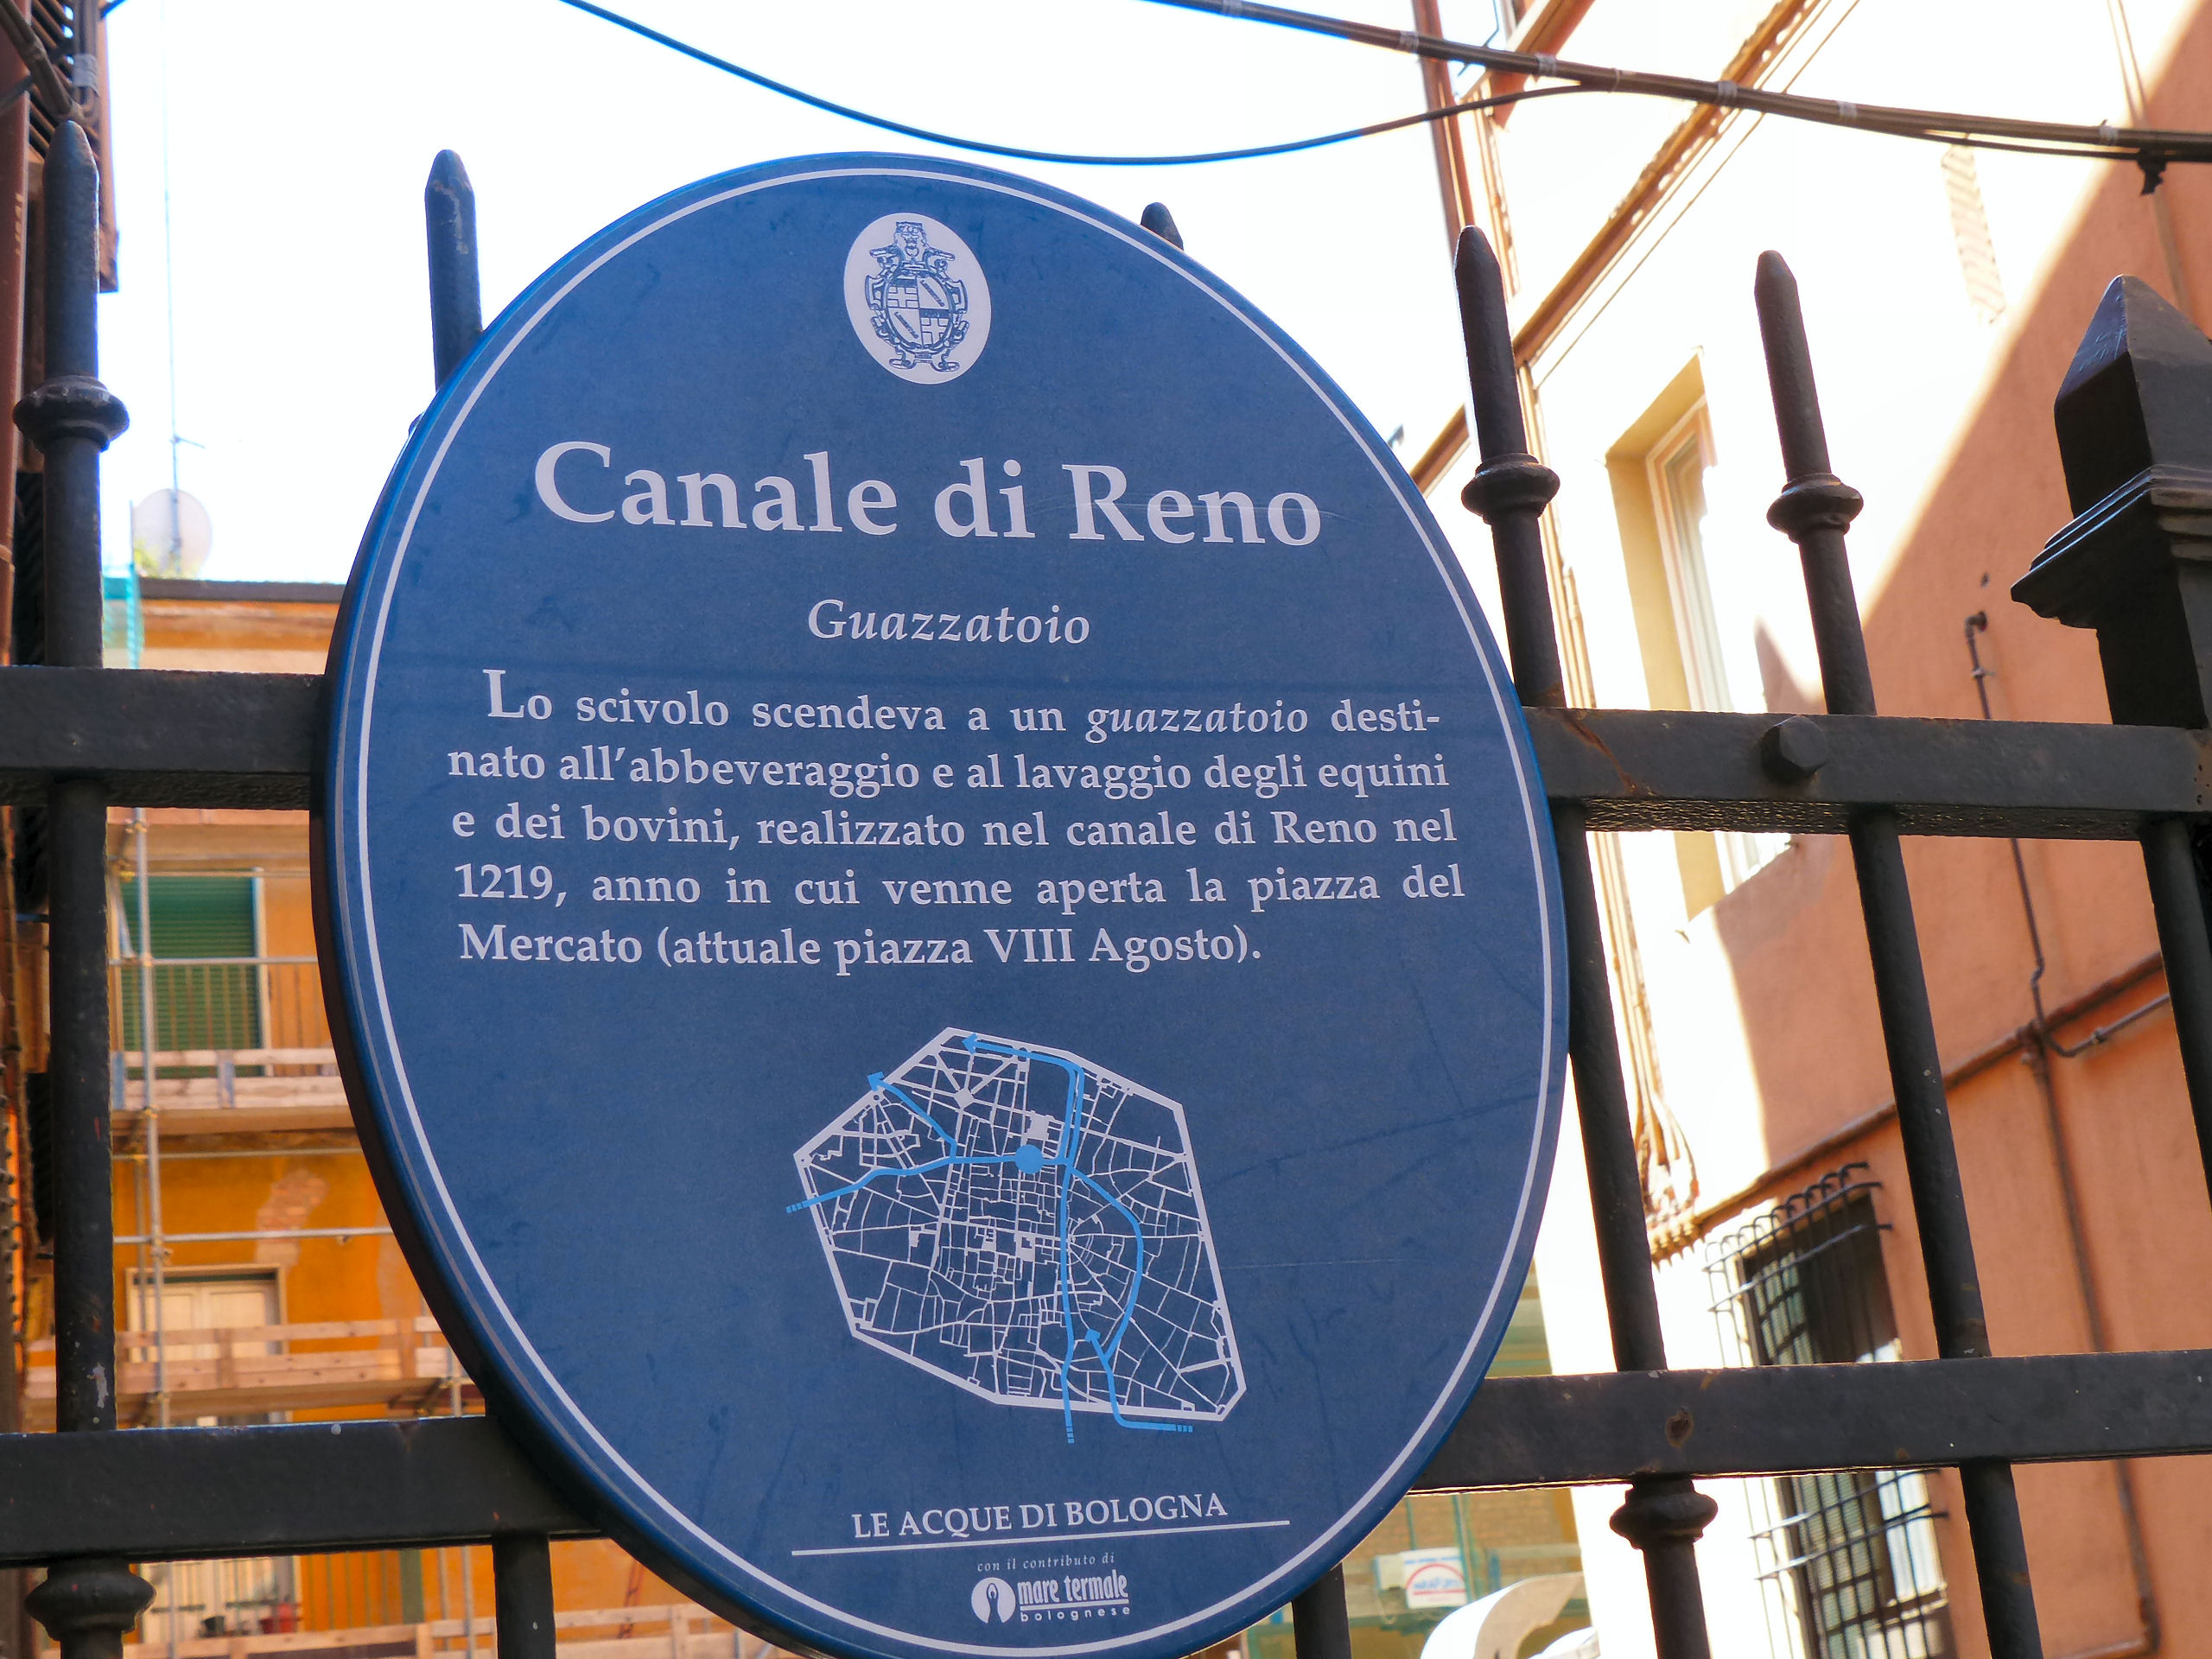 Canale di Reno
Guazzatoio
Lo scivolo scendeva a un guazzatoio desti-
nato all'abbeveraggio e al lavaggio degli equini
e dei bovini, realizzato nel canale di Reno nel
1219, anno in cui venne aperta la piazza del
Mercato (attuale piazza VIII Agosto).
LE ACQUE DI BOLOGNA
con il contributo di
mare termale
bolognese